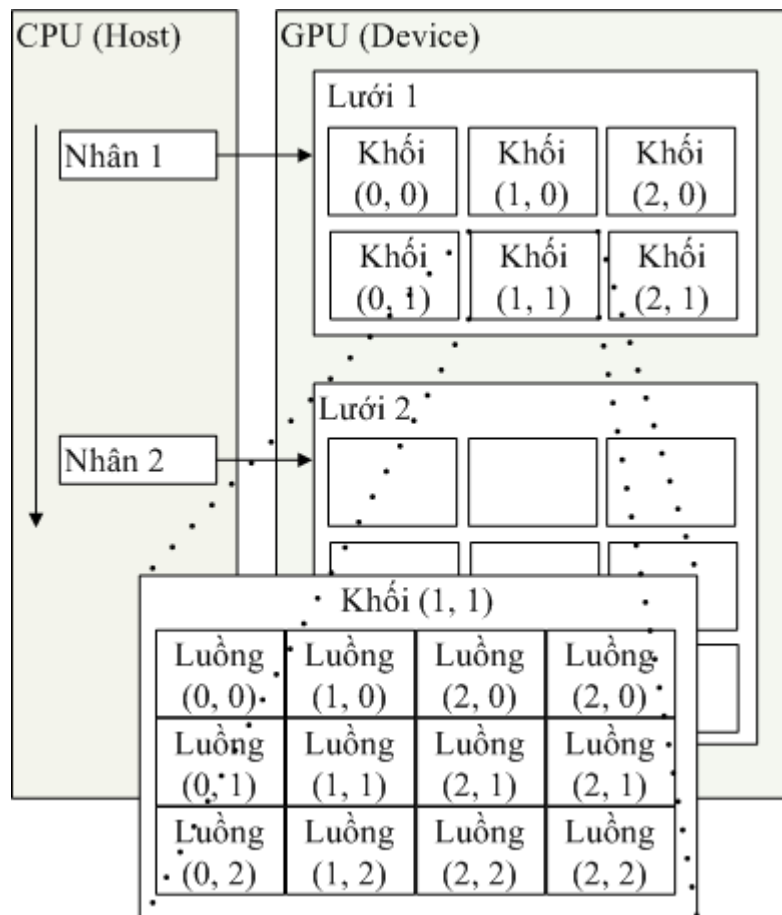 CPU (Host)
GPU (Device)
Lưới 1
Nhân 1
Khối
(0, 0)
Khối
(1, 0)
Khối
(2, 0)
Khối
(0, 1)
Khối
(1, 1)
Khối
(2, 1)
Lưới 2
Nhân 2
Khối (1, 1)
Luồng
(0, 0)
Luồng
(1, 0)
Luồng
(2, 0)
Luồng
(2, 0)
Luồng
(0, 1)
Luồng
(1, 1)
Luồng
(2, 1)
Luồng
(2, 1)
Luồng
(0, 2)
Luồng
(1, 2)
Luồng
(2, 2)
Luồng
(2, 2)